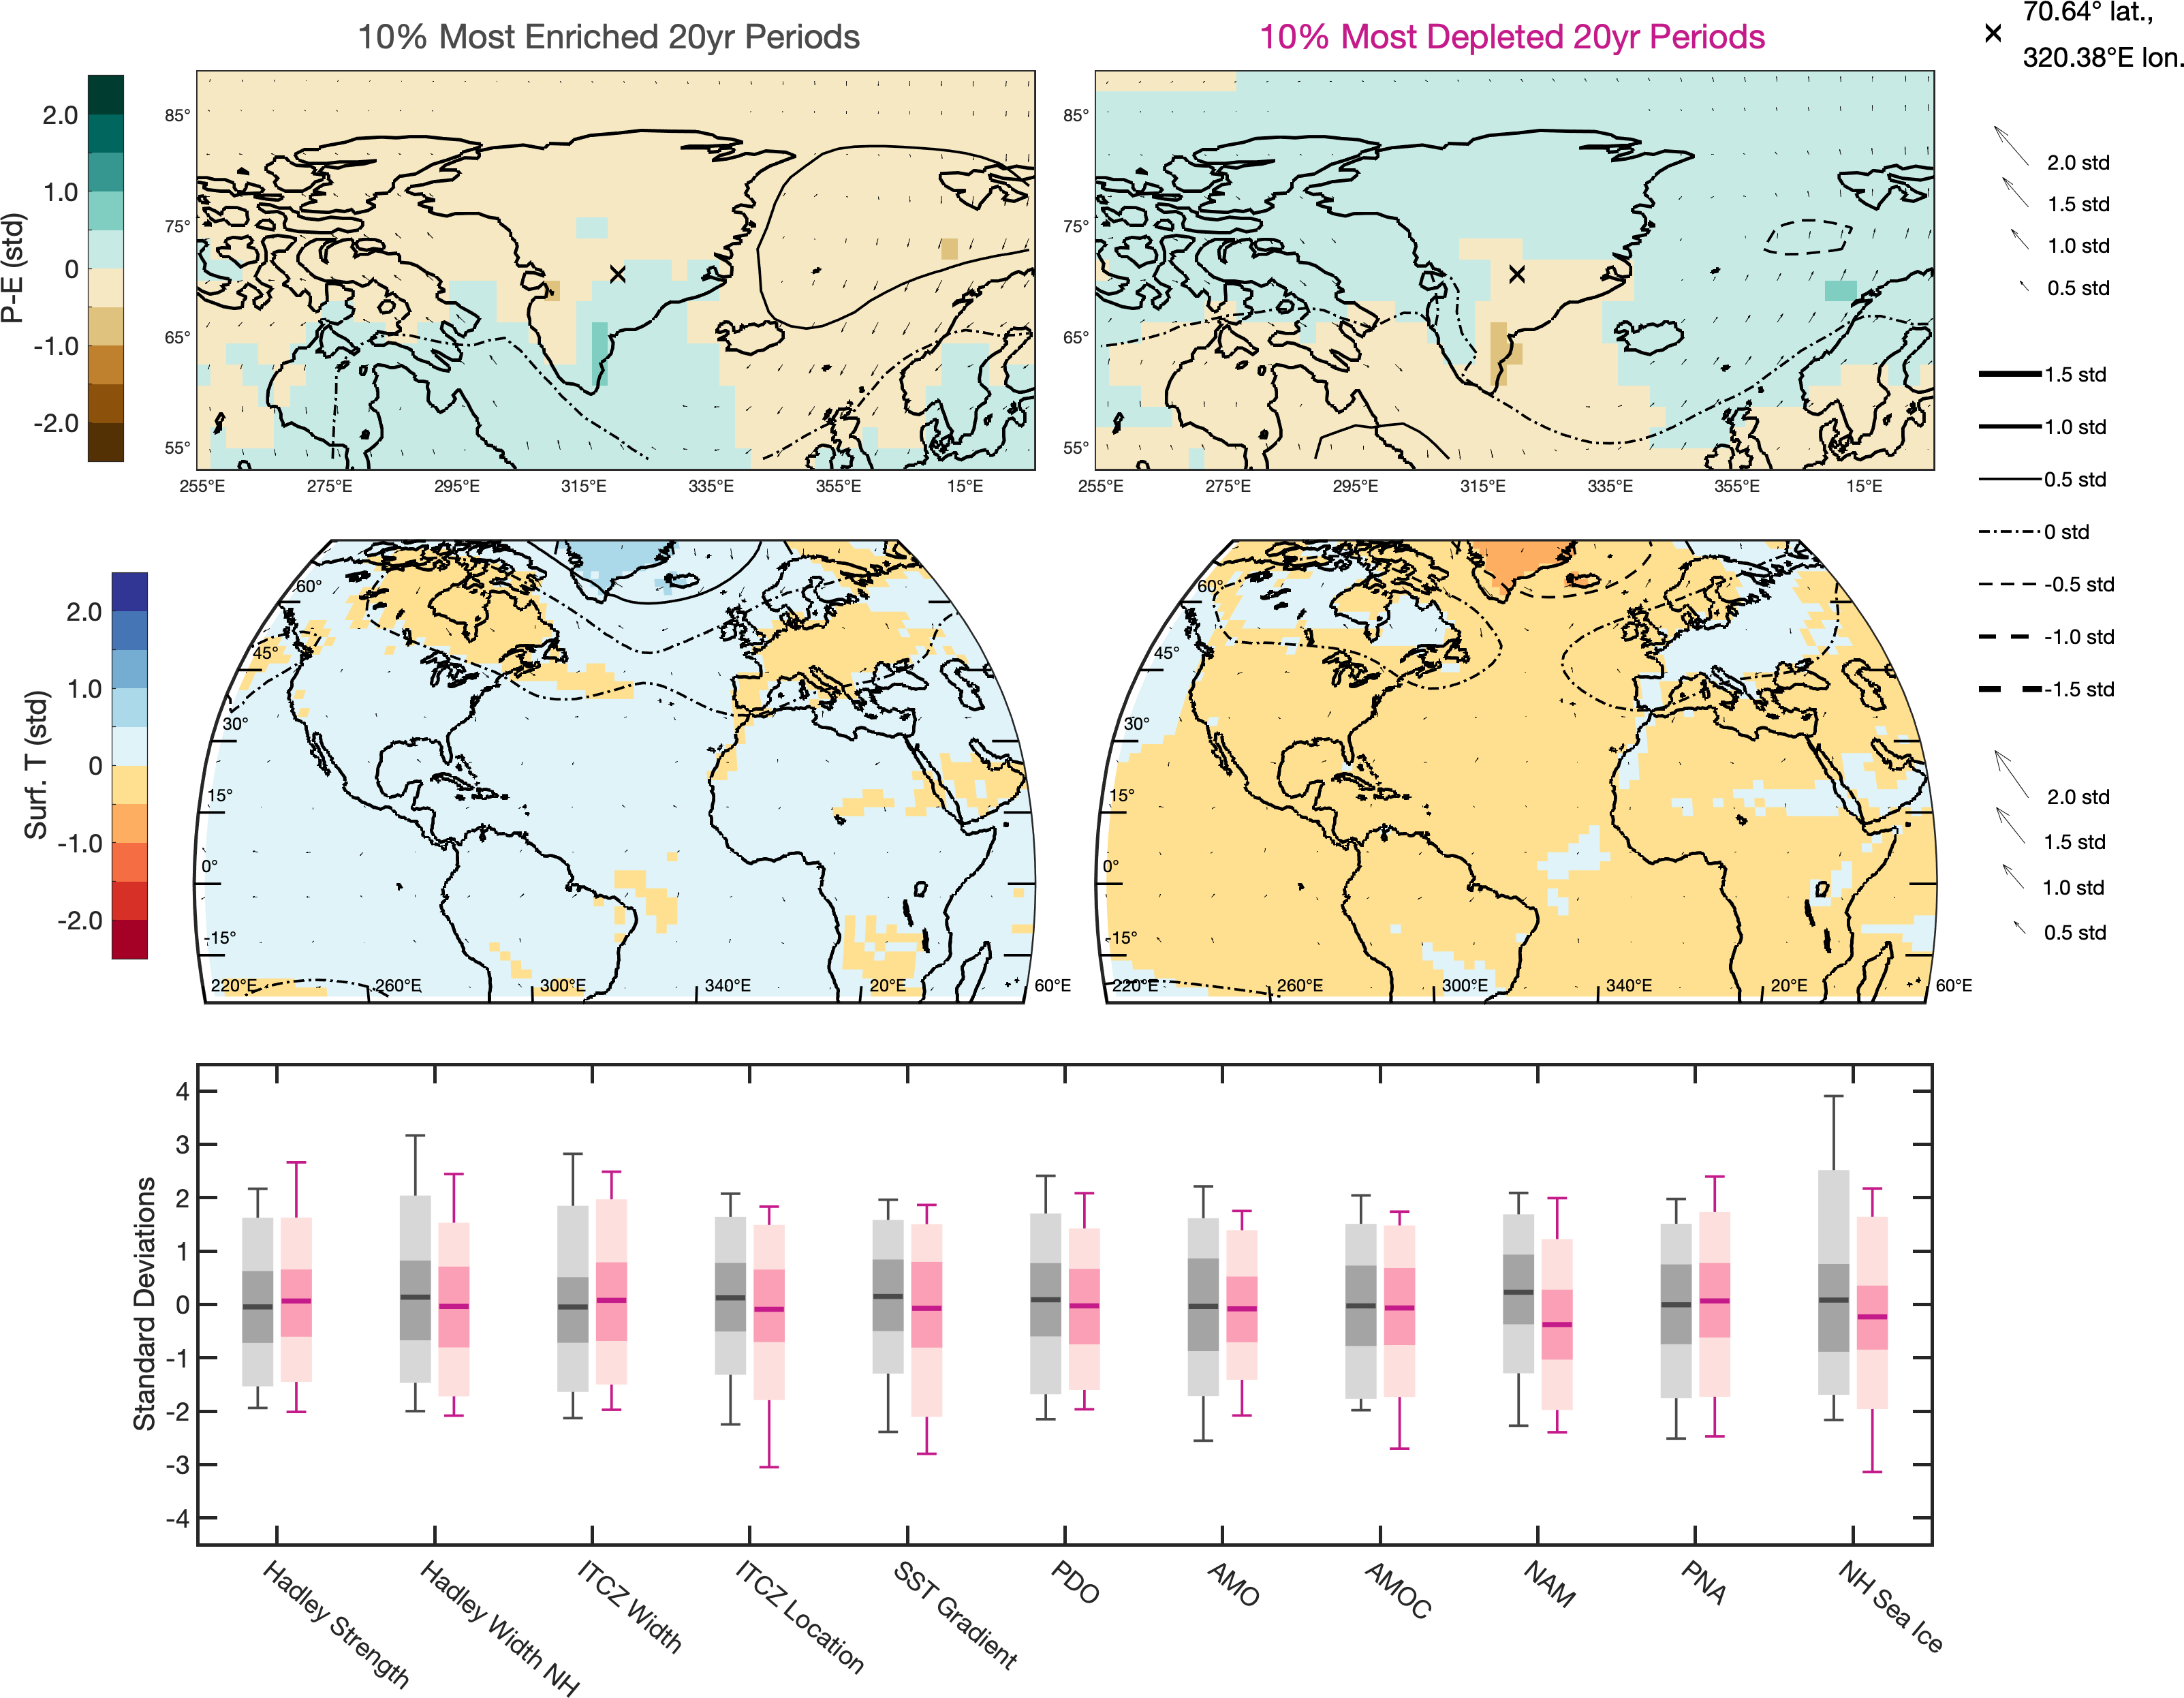 10% Most Enriched 20yr Periods
10% Most Depleted 20yr Periods
70.64° lat.,
320.38°E lon.
P-E (std)
2.0
1.0
0
-1.0
-2.0
85°
75°
65°
55°
255°E 275°E 295°E 315°E 335°E 355°E 15°E
85°
75°
65°
55°
255°E 275°E 295°E 315°E 335°E 355°E 15°E
2.0 std
1.5 std
1.0 std
0.5 std
1.5 std
1.0 std
0.5 std
0 std
-0.5 std
-1.0 std
-1.5 std
Surf. T (std)
2.0
1.0
0
-1.0
-2.0
60°
45°
30°
15°
0°
-15°
220°E 260°E 300°E 340°E 20°E 60°E
60°
45°
30°
15°
0°
-15°
220°E 260°E 300°E 340°E 20°E 60°E
2.0 std
1.5 std
1.0 std
0.5 std
Standard Deviations
4
3
2
1
0
-1
-2
-3
-4
Hadley Strength
Hadley Width NH
ITCZ Width
ITCZ Location
SST Gradient
PDO
AMO
AMOC
NAM
PNA
NH Sea Ice